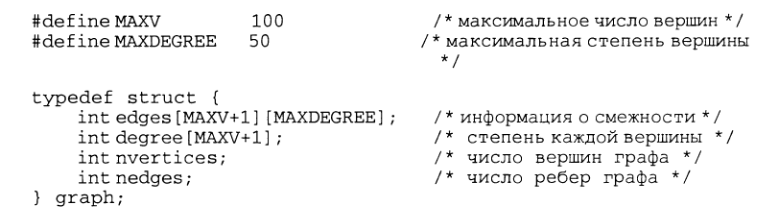 #define MAXV 100 /* максимальное число вершин */
#define MAXDEGREE 50 /* максимальная степень вершины
*/
typedef struct {
int edges[MAXV+1][MAXDEGREE]; /* информация о смежности */
int degree[MAXV+1]; /* степень каждой вершины */
int nvertices; /* число вершин графа */
int nedges; /* число ребер графа */
} graph;